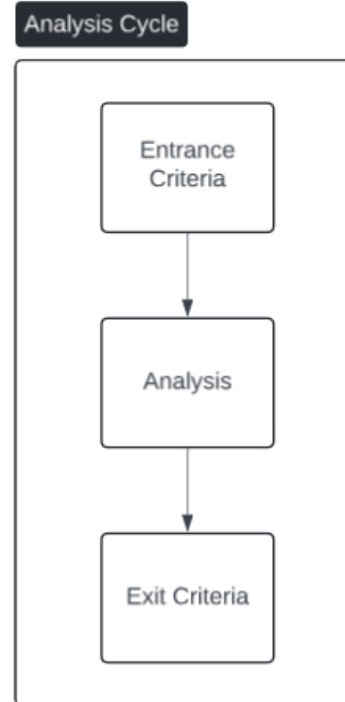 Analysis Cycle
Entrance
Criteria
Analysis
Exit Criteria